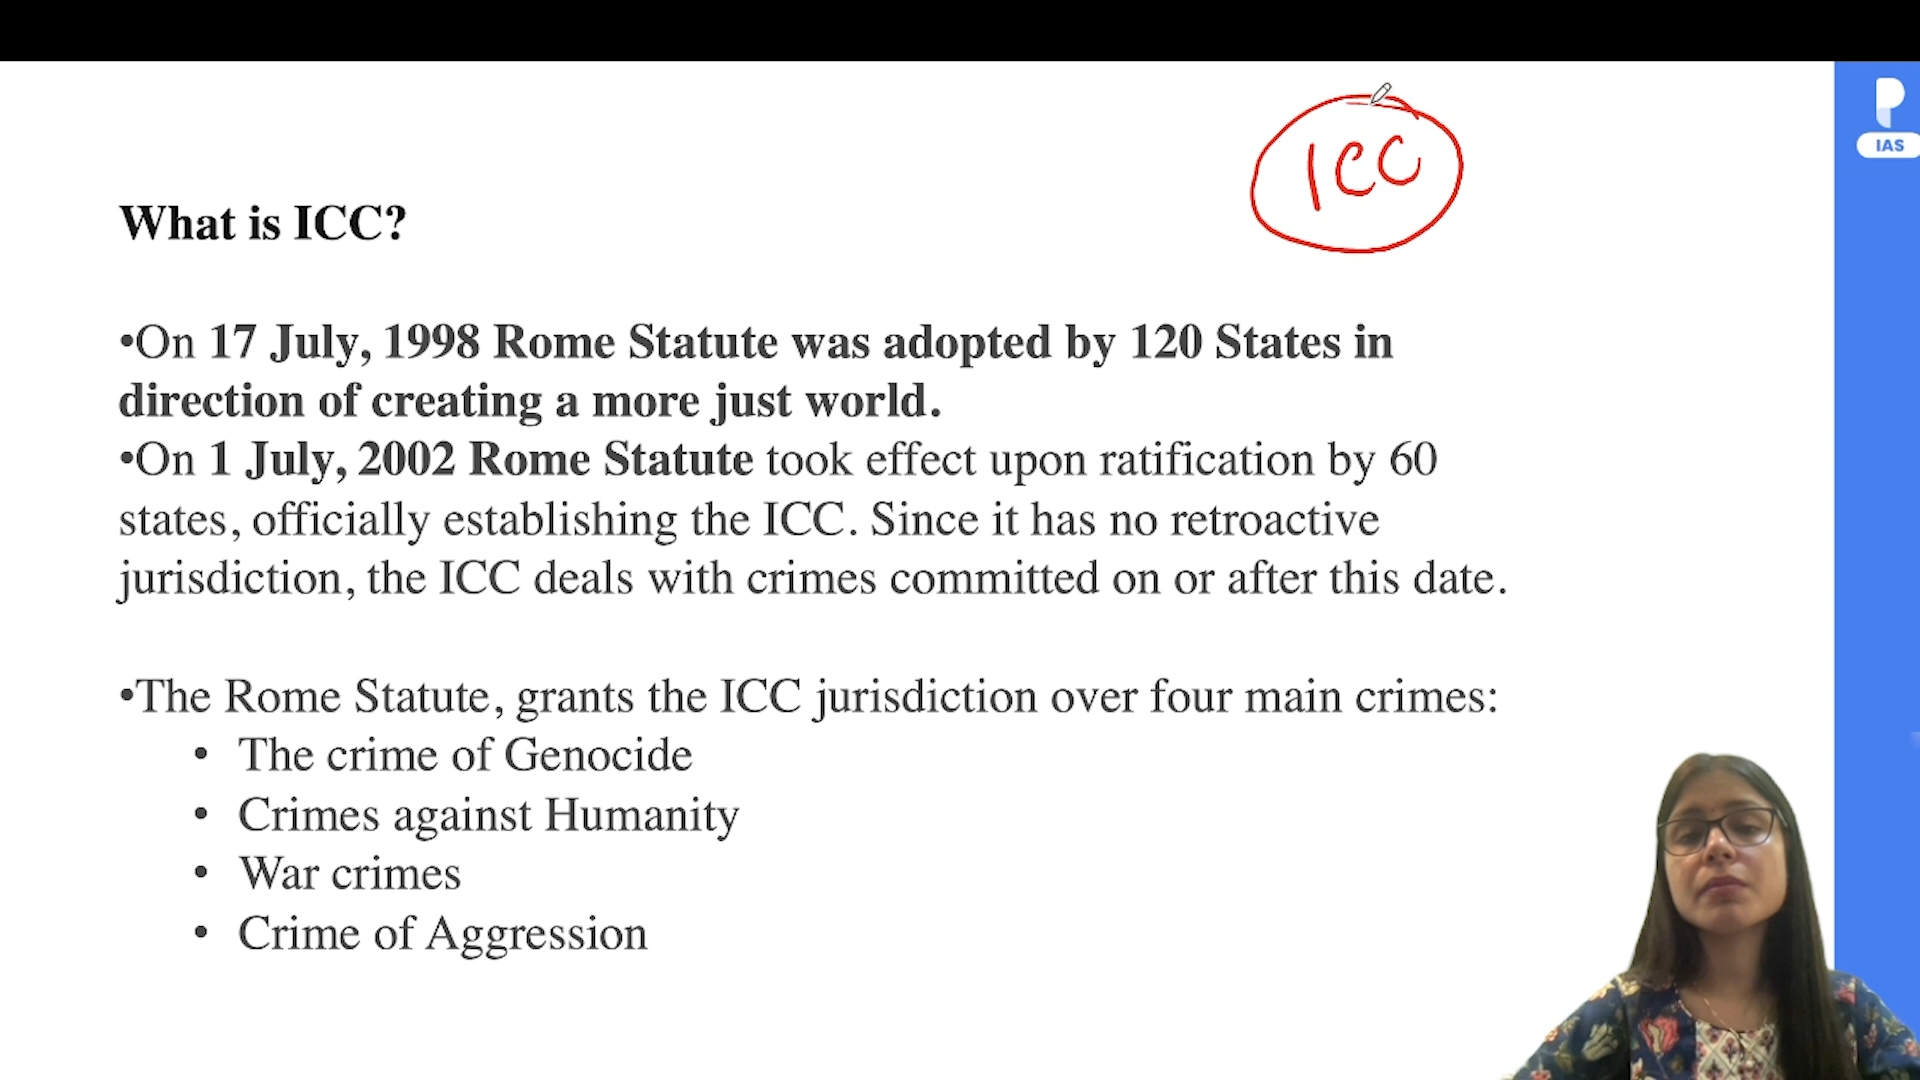 ICC
IAS
What is ICC?
•On 17 July, 1998 Rome Statute was adopted by 120 States in
direction of creating a more just world.
•On 1 July, 2002 Rome Statute took effect upon ratification by 60
states, officially establishing the ICC. Since it has no retroactive
jurisdiction, the ICC deals with crimes committed on or after this date.
•The Rome Statute, grants the ICC jurisdiction over four main crimes:
• The crime of Genocide
• Crimes against Humanity
• War crimes
• Crime of Aggression